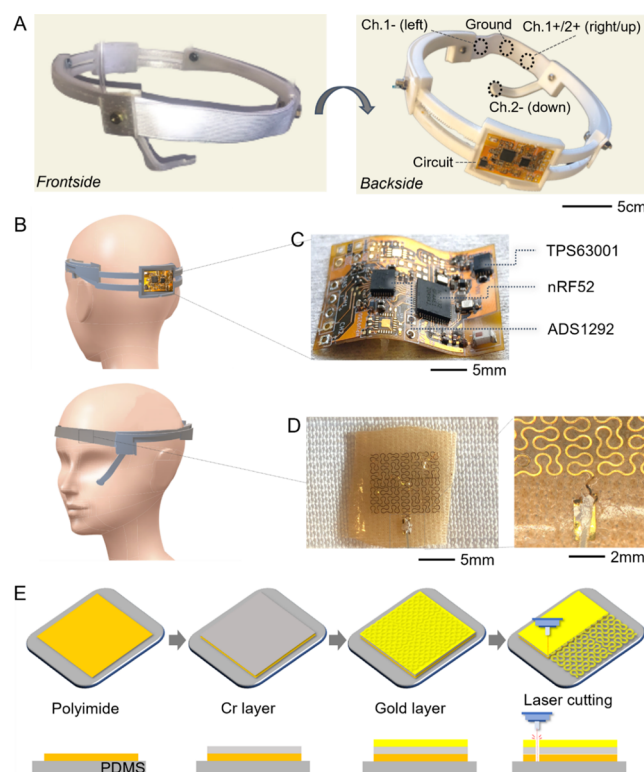 A
Ch.1- (left)
Ground
Ch.1+/2+ (right/up)
Ch.2- (down)
Circuit
Frontside
Backside
5cm
B
C
TPS63001
nRF52
ADS1292
5mm
D
5mm
2mm
E
Polyimide
Cr layer
Gold layer
Laser cutting
PDMS